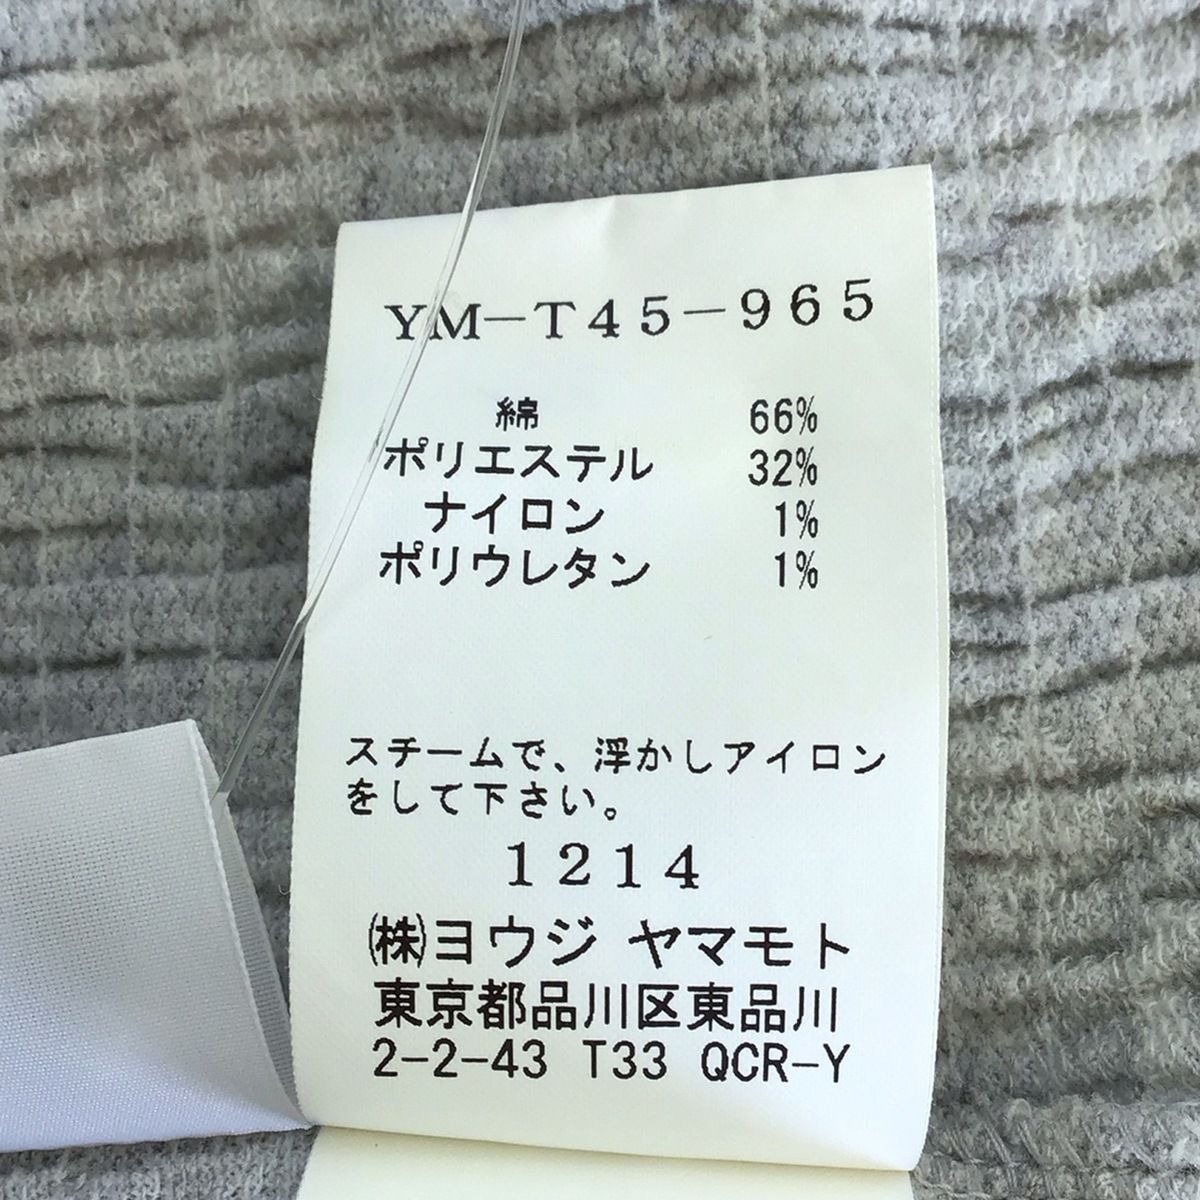 YM-T45-965
綿 66%
ポリエステル 32%
ナイロン 1%
ポリウレタン 1%
スチームで、浮かしアイロン
をして下さい。
1214
㈱ヨウジ ヤマモト
東京都品川区東品川
2-2-43 T33 QCR-Y